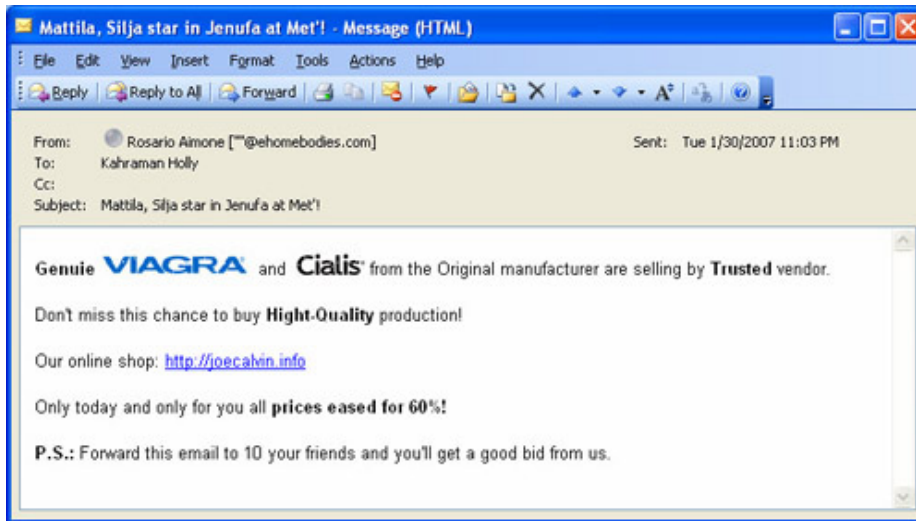 Mattila, Silja star in Jenufa at Met'! - Message (HTML)
File Edit View Insert Format Tools Actions Help
Reply Reply to All Forward
From: Rosario Aimone [""@ehomebodies.com] Sent: Tue 1/30/2007 11:03 PM
To: Kahraman Holly
Cc:
Subject: Mattila, Silja star in Jenufa at Met'!
Genuie VIAGRA and Cialis from the Original manufacturer are selling by Trusted vendor.
Don't miss this chance to buy Hight-Quality production!
Our online shop: http://joecalvin.info
Only today and only for you all prices eased for 60%!
P.S.: Forward this email to 10 your friends and you'll get a good bid from us.